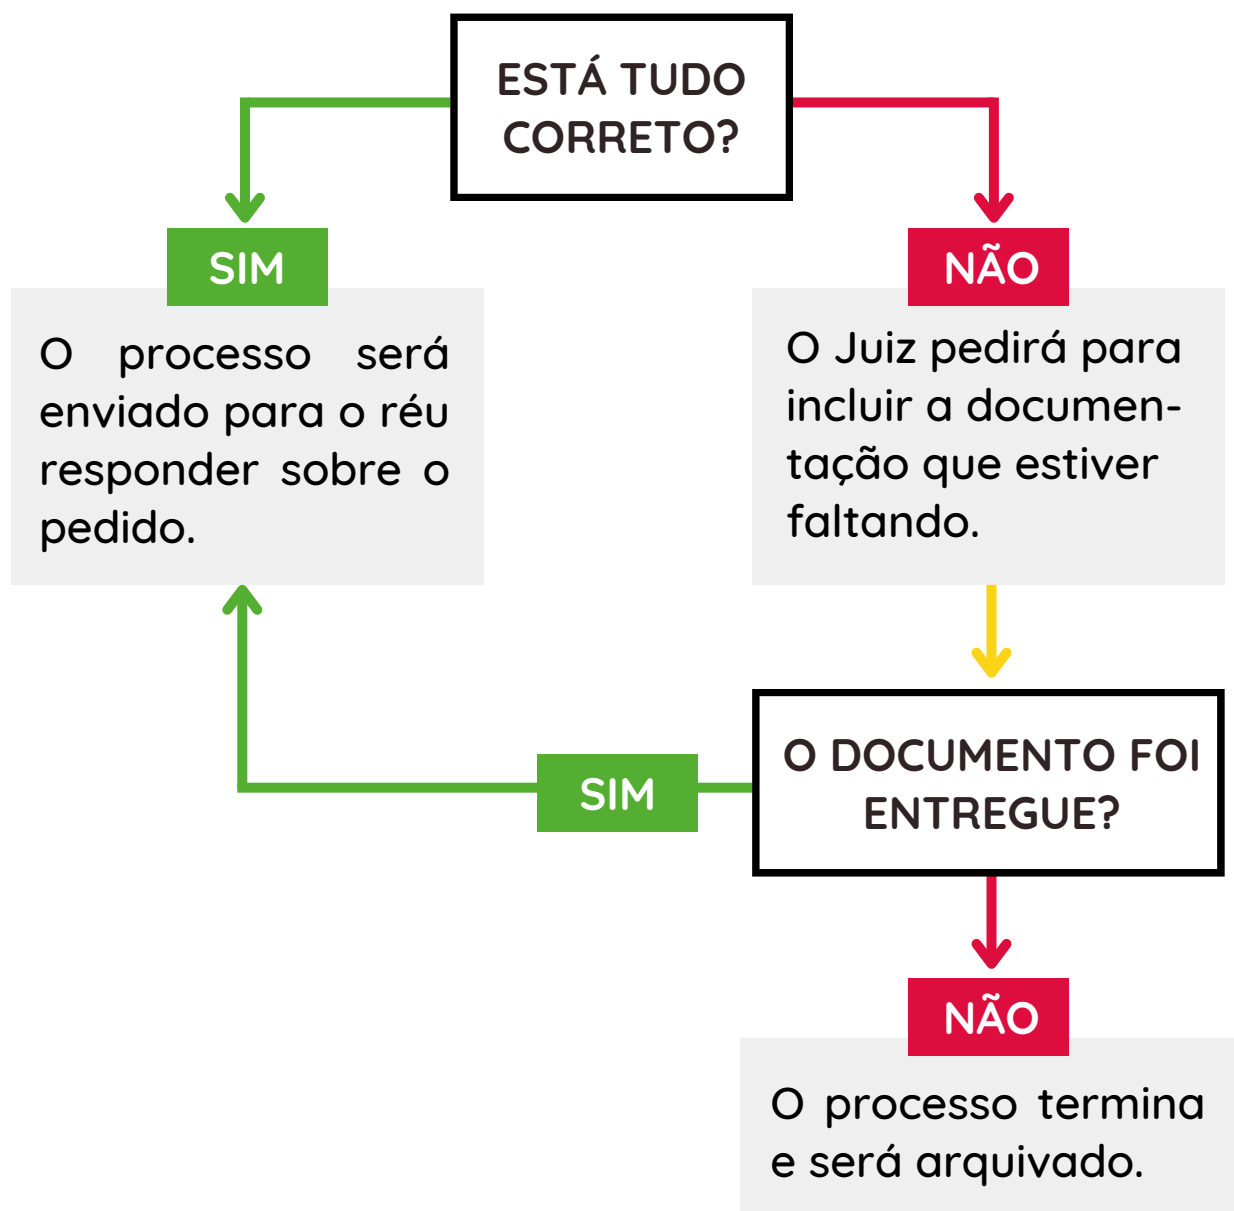 ESTÁ TUDO
CORRETO?
SIM
O processo será
enviado para o réu
responder sobre o
pedido.
NÃO
O Juiz pedirá para
incluir a documen-
tação que estiver
faltando.
O DOCUMENTO FOI
ENTREGUE?
SIM
NÃO
O processo termina
e será arquivado.